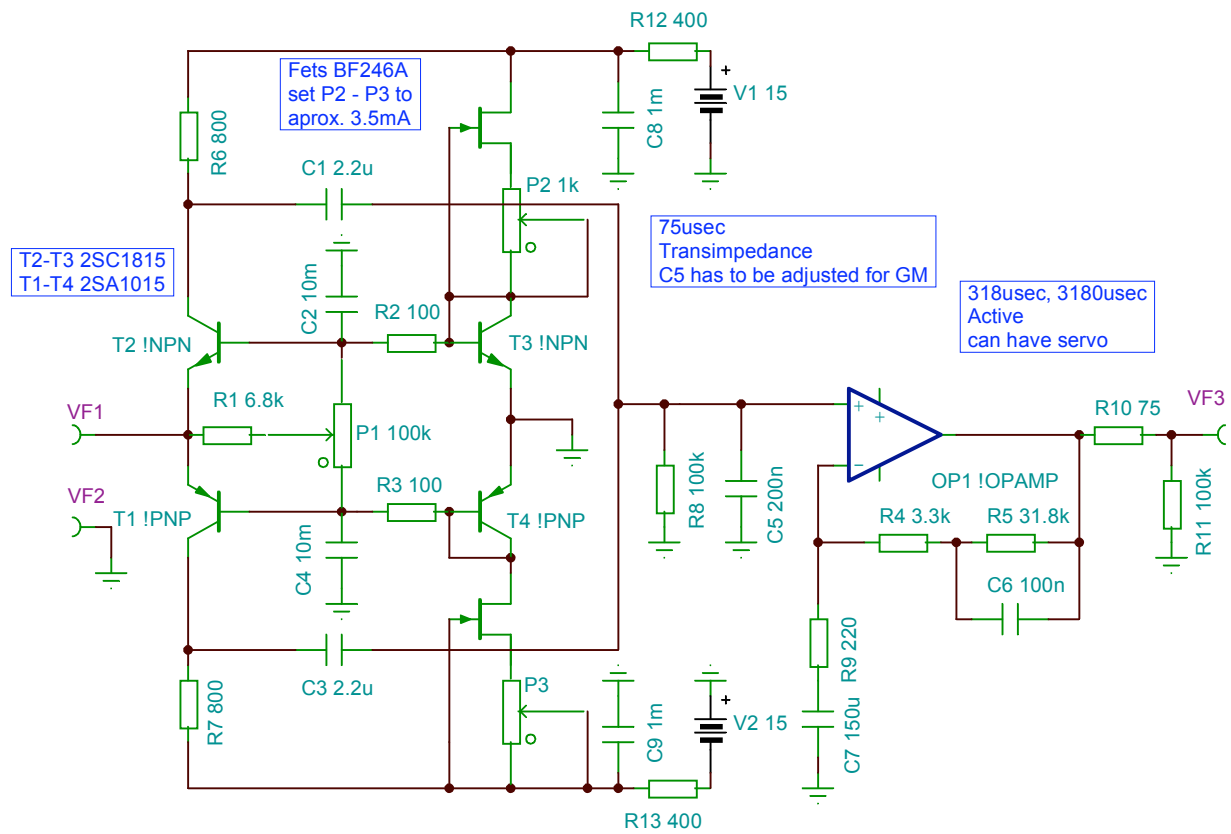 R12 400
Fets BF246A
set P2 - P3 to
aprox. 3.5mA
V1 15
C8 1m
R6 800
C1 2.2u
P2 1k
75usec
Transimpedance
C5 has to be adjusted for GM
T2-T3 2SC1815
T1-T4 2SA1015
C2 10m
318usec, 3180usec
Active
can have servo
R2 100
T2 !NPN
T3 !NPN
VF1
R1 6.8k
P1 100k
+
+
–
R10 75
VF3
VF2
T1 !PNP
R3 100
T4 !PNP
R8 100k
C5 200n
OP1 !OPAMP
R4 3.3k
R5 31.8k
R11 100k
C4 10m
C6 100n
C3 2.2u
P3
R9 220
R7 800
C9 1m
V2 15
C7 150u
R13 400